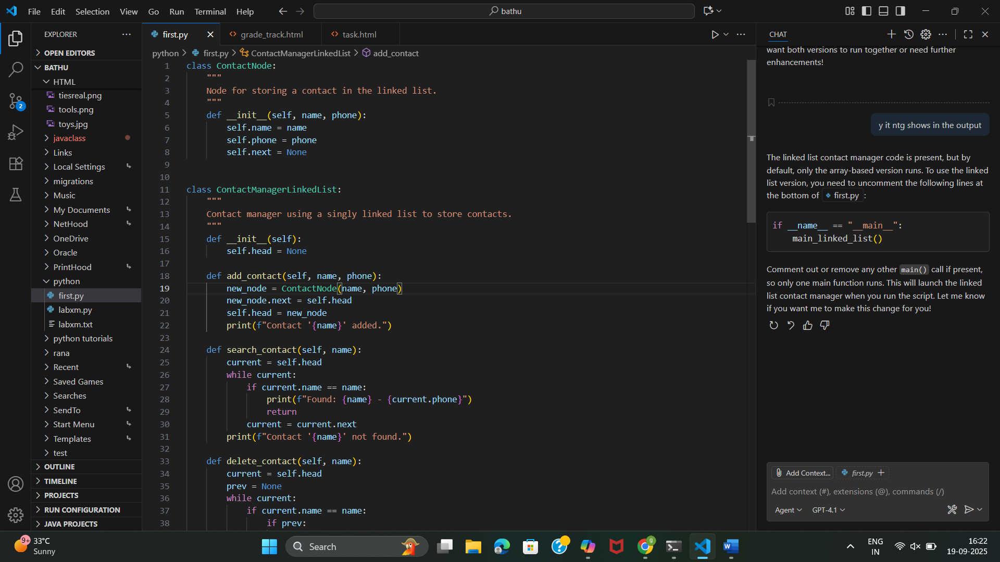 File Edit Selection View Go Run Terminal Help
bathu
EXPLORER
OPEN EDITORS
BATHU
HTML
tiesreal.png
tools.png
toys.jpg
javaclass
Links
Local Settings
migrations
Music
My Documents
NetHood
OneDrive
Oracle
PrintHood
python
first.py
labxm.py
labxm.txt
python tutorials
rana
Recent
Saved Games
Searches
SendTo
Start Menu
Templates
test
OUTLINE
TIMELINE
PROJECTS
RUN CONFIGURATION
JAVA PROJECTS
2
first.py
grade_track.html
task.html
python > first.py > ContactManagerLinkedList > add_contact
1 class ContactNode:
2 """
3 Node for storing a contact in the linked list.
4 """
5 def __init__(self, name, phone):
6 self.name = name
7 self.phone = phone
8 self.next = None
9
10
11 class ContactManagerLinkedList:
12 """
13 Contact manager using a singly linked list to store contacts.
14 """
15 def __init__(self):
16 self.head = None
17
18 def add_contact(self, name, phone):
19 new_node = ContactNode(name, phone)
20 new_node.next = self.head
21 self.head = new_node
22 print(f"Contact '{name}' added.")
23
24 def search_contact(self, name):
25 current = self.head
26 while current:
27 if current.name == name:
28 print(f"Found: {name} - {current.phone}")
29 return
30 current = current.next
31 print(f"Contact '{name}' not found.")
32
33 def delete_contact(self, name):
34 current = self.head
35 prev = None
36 while current:
37 if current.name == name:
38 if prev:
CHAT
want both versions to run together or need further
enhancements!
y it ntg shows in the output
The linked list contact manager code is present, but by
default, only the array-based version runs. To use the linked
list version, you need to uncomment the following lines at
the bottom of first.py :
if __name__ == "__main__":
main_linked_list()
Comment out or remove any other main() call if present,
so only one main function runs. This will launch the linked
list contact manager when you run the script. Let me know
if you want me to make this change for you!
Add Context... first.py +
Add context (#), extensions (@), commands (/)
Agent GPT-4.1
9+
33°C
Sunny
Search
ENG
IN
16:22
19-09-2025